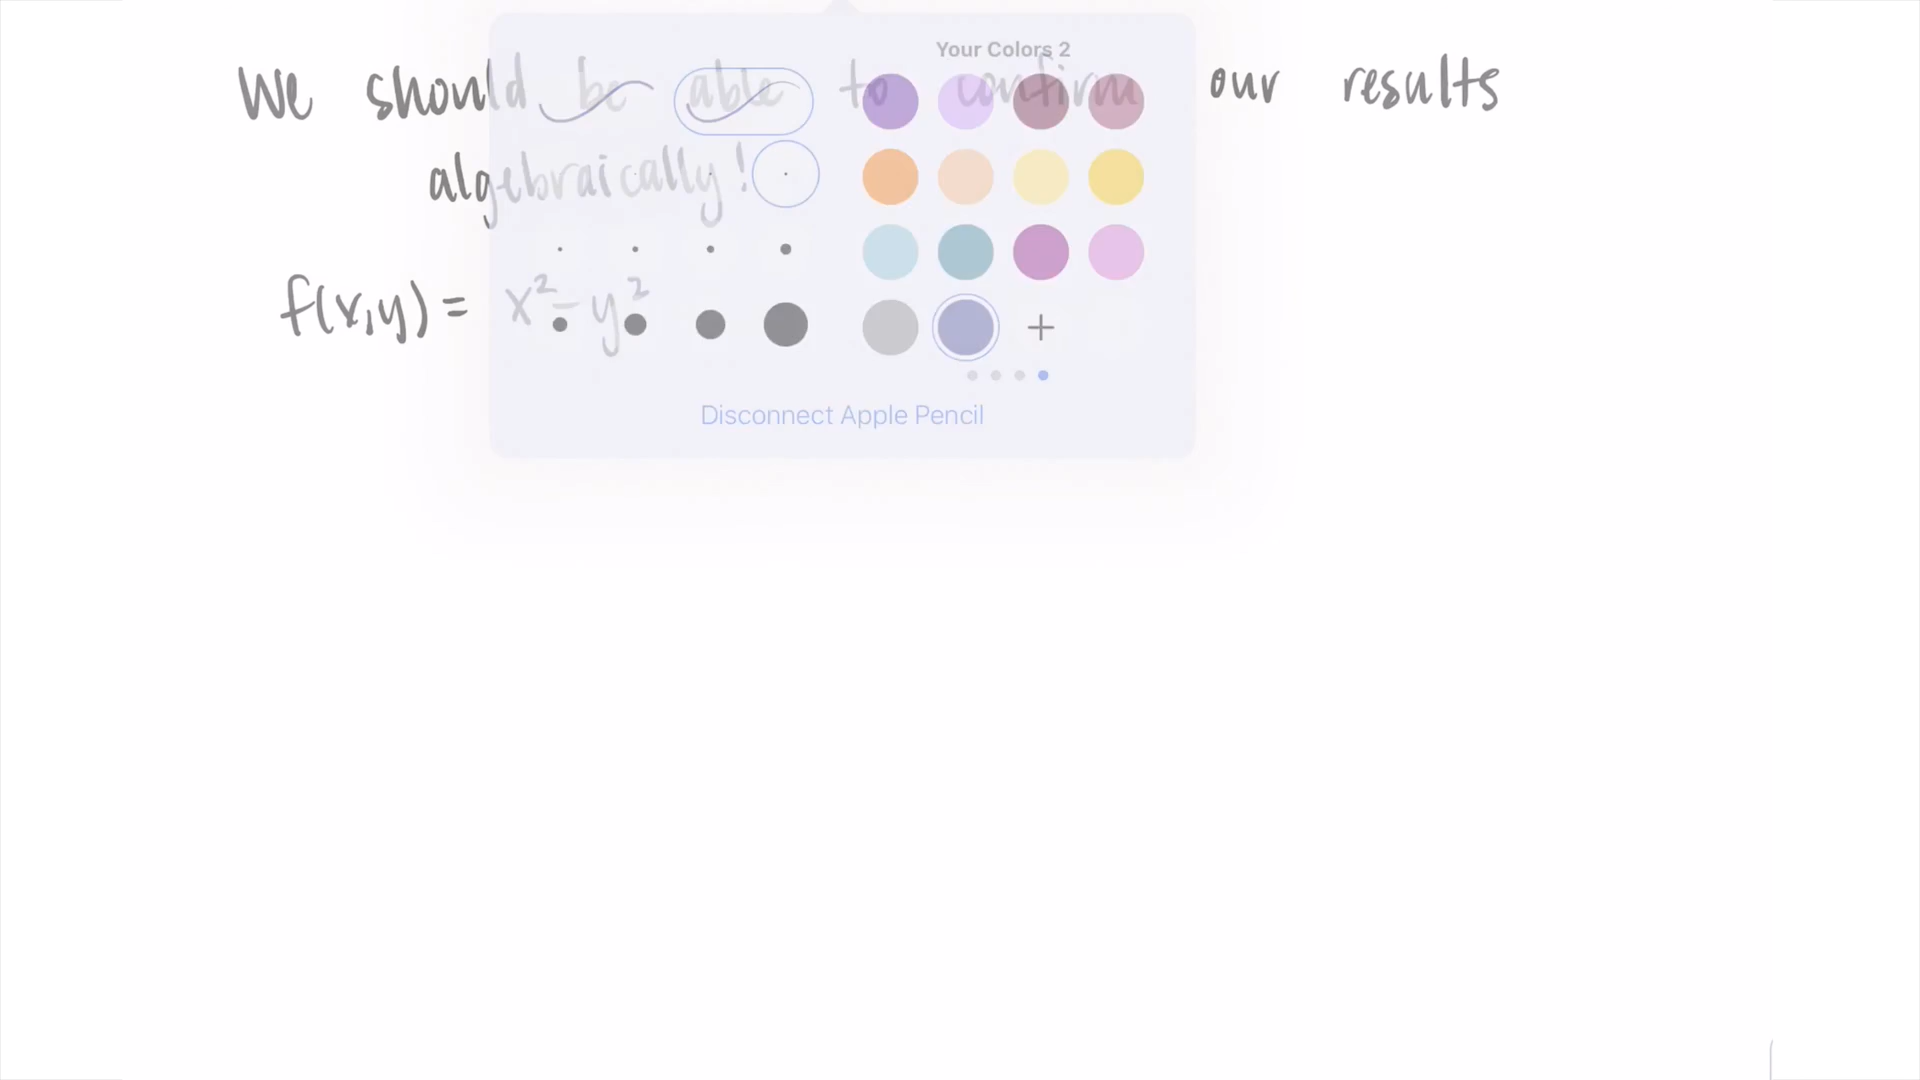 Your Colors 2
We should be able to confirm our results
algebraically!
f(x,y) = x² - y²
Disconnect Apple Pencil